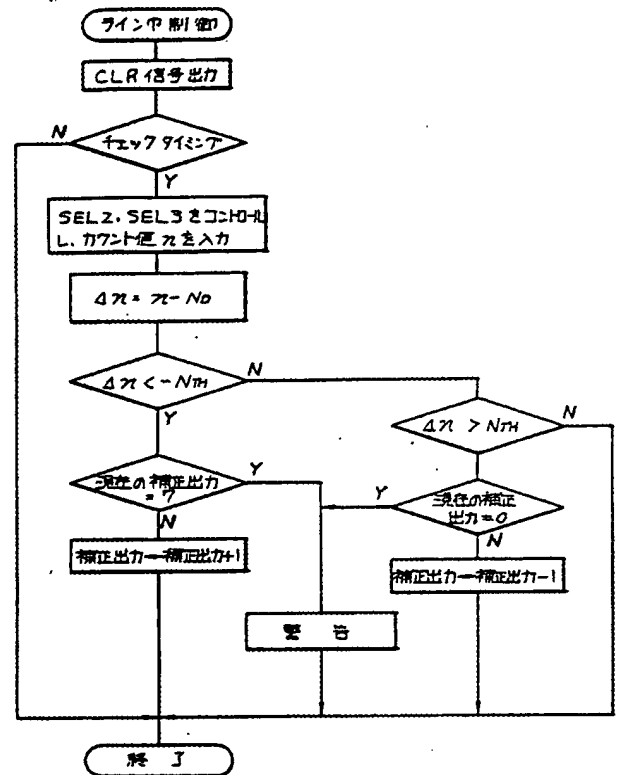 ライン中制御
CLR信号出力
チェックタイミング
N
Y
SEL2、SEL3をコントロール
し、カウント値nを入力
Δn = n - N0
Δn < -NTH
N
Y
Δn > NTH
N
現在の補正出力
= 7
Y
N
現在の補正
出力=0
Y
N
補正出力←補正出力+1
補正出力←補正出力-1
警告
終了